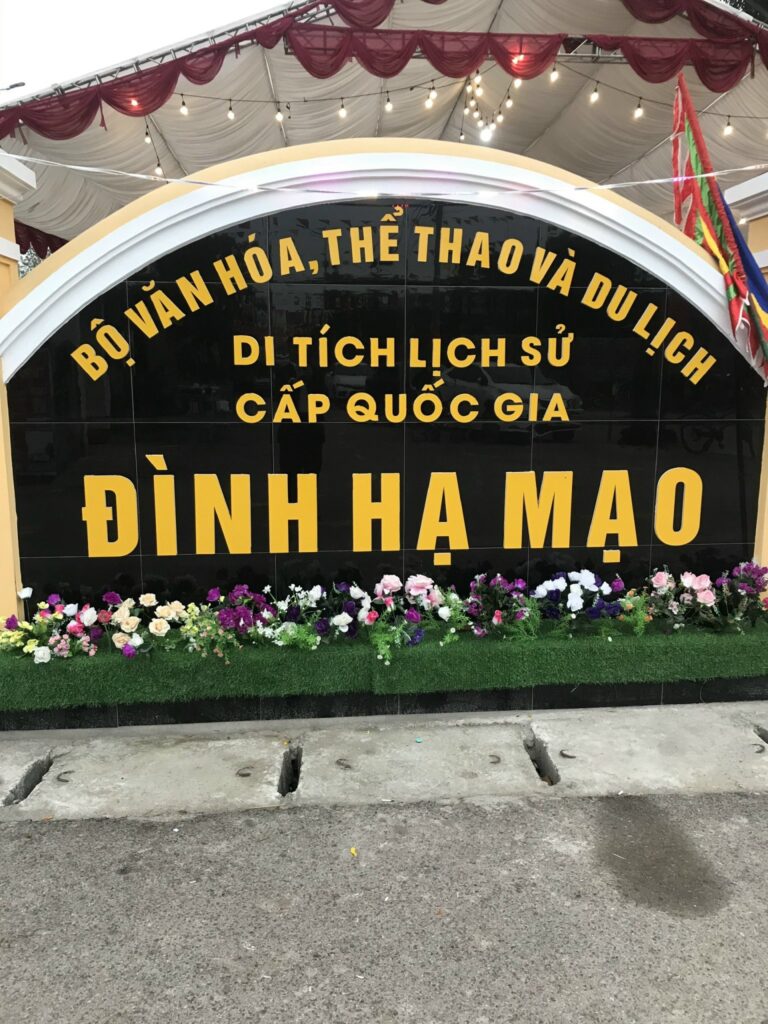 BỘ VĂN HÓA, THỂ THAO VÀ DU LỊCH
DI TÍCH LỊCH SỬ
CẤP QUỐC GIA
ĐÌNH HẠ MẠO